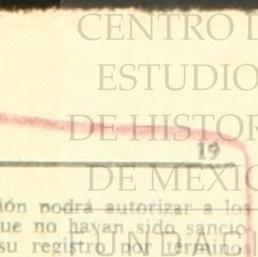 CENTRO D
ESTUDIO
DE HISTOR
19
DE MEXIC
ión podrá autorizar a los
que no hayan sido sancio
su registro por términos
UNDA